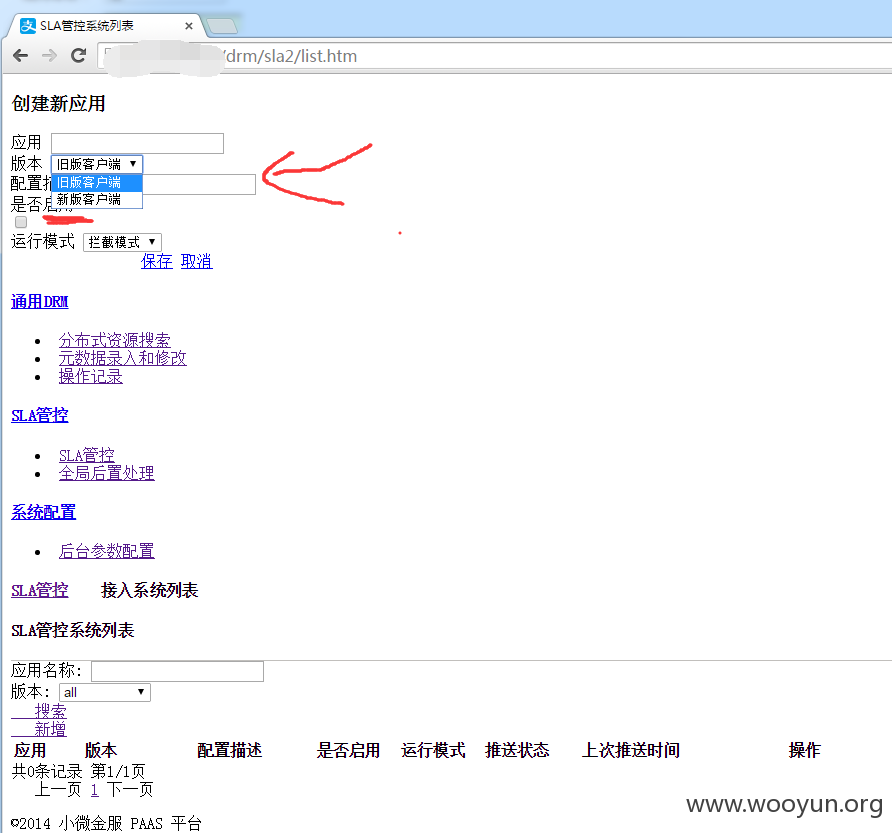 SLA管控系统列表
/drm/sla2/list.htm
创建新应用
应用
版本 旧版客户端
旧版客户端
新版客户端
配置
是否启用
运行模式 拦截模式
保存 取消
通用DRM
分布式资源搜索
元数据录入和修改
操作记录
SLA管控
SLA管控
全局后置处理
系统配置
后台参数配置
SLA管控 接入系统列表
SLA管控系统列表
应用名称:
版本: all
搜索
新增
应用 版本 配置描述 是否启用 运行模式 推送状态 上次推送时间 操作
共0条记录 第1/1页
上一页 1 下一页
©2014 小微金服 PAAS 平台
www.wooyun.org